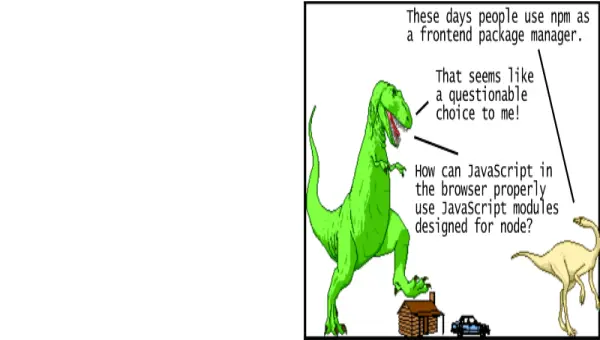 These days people use npm as
a frontend package manager.
That seems like
a questionable
choice to me!
How can JavaScript in
the browser properly
use JavaScript modules
designed for node?